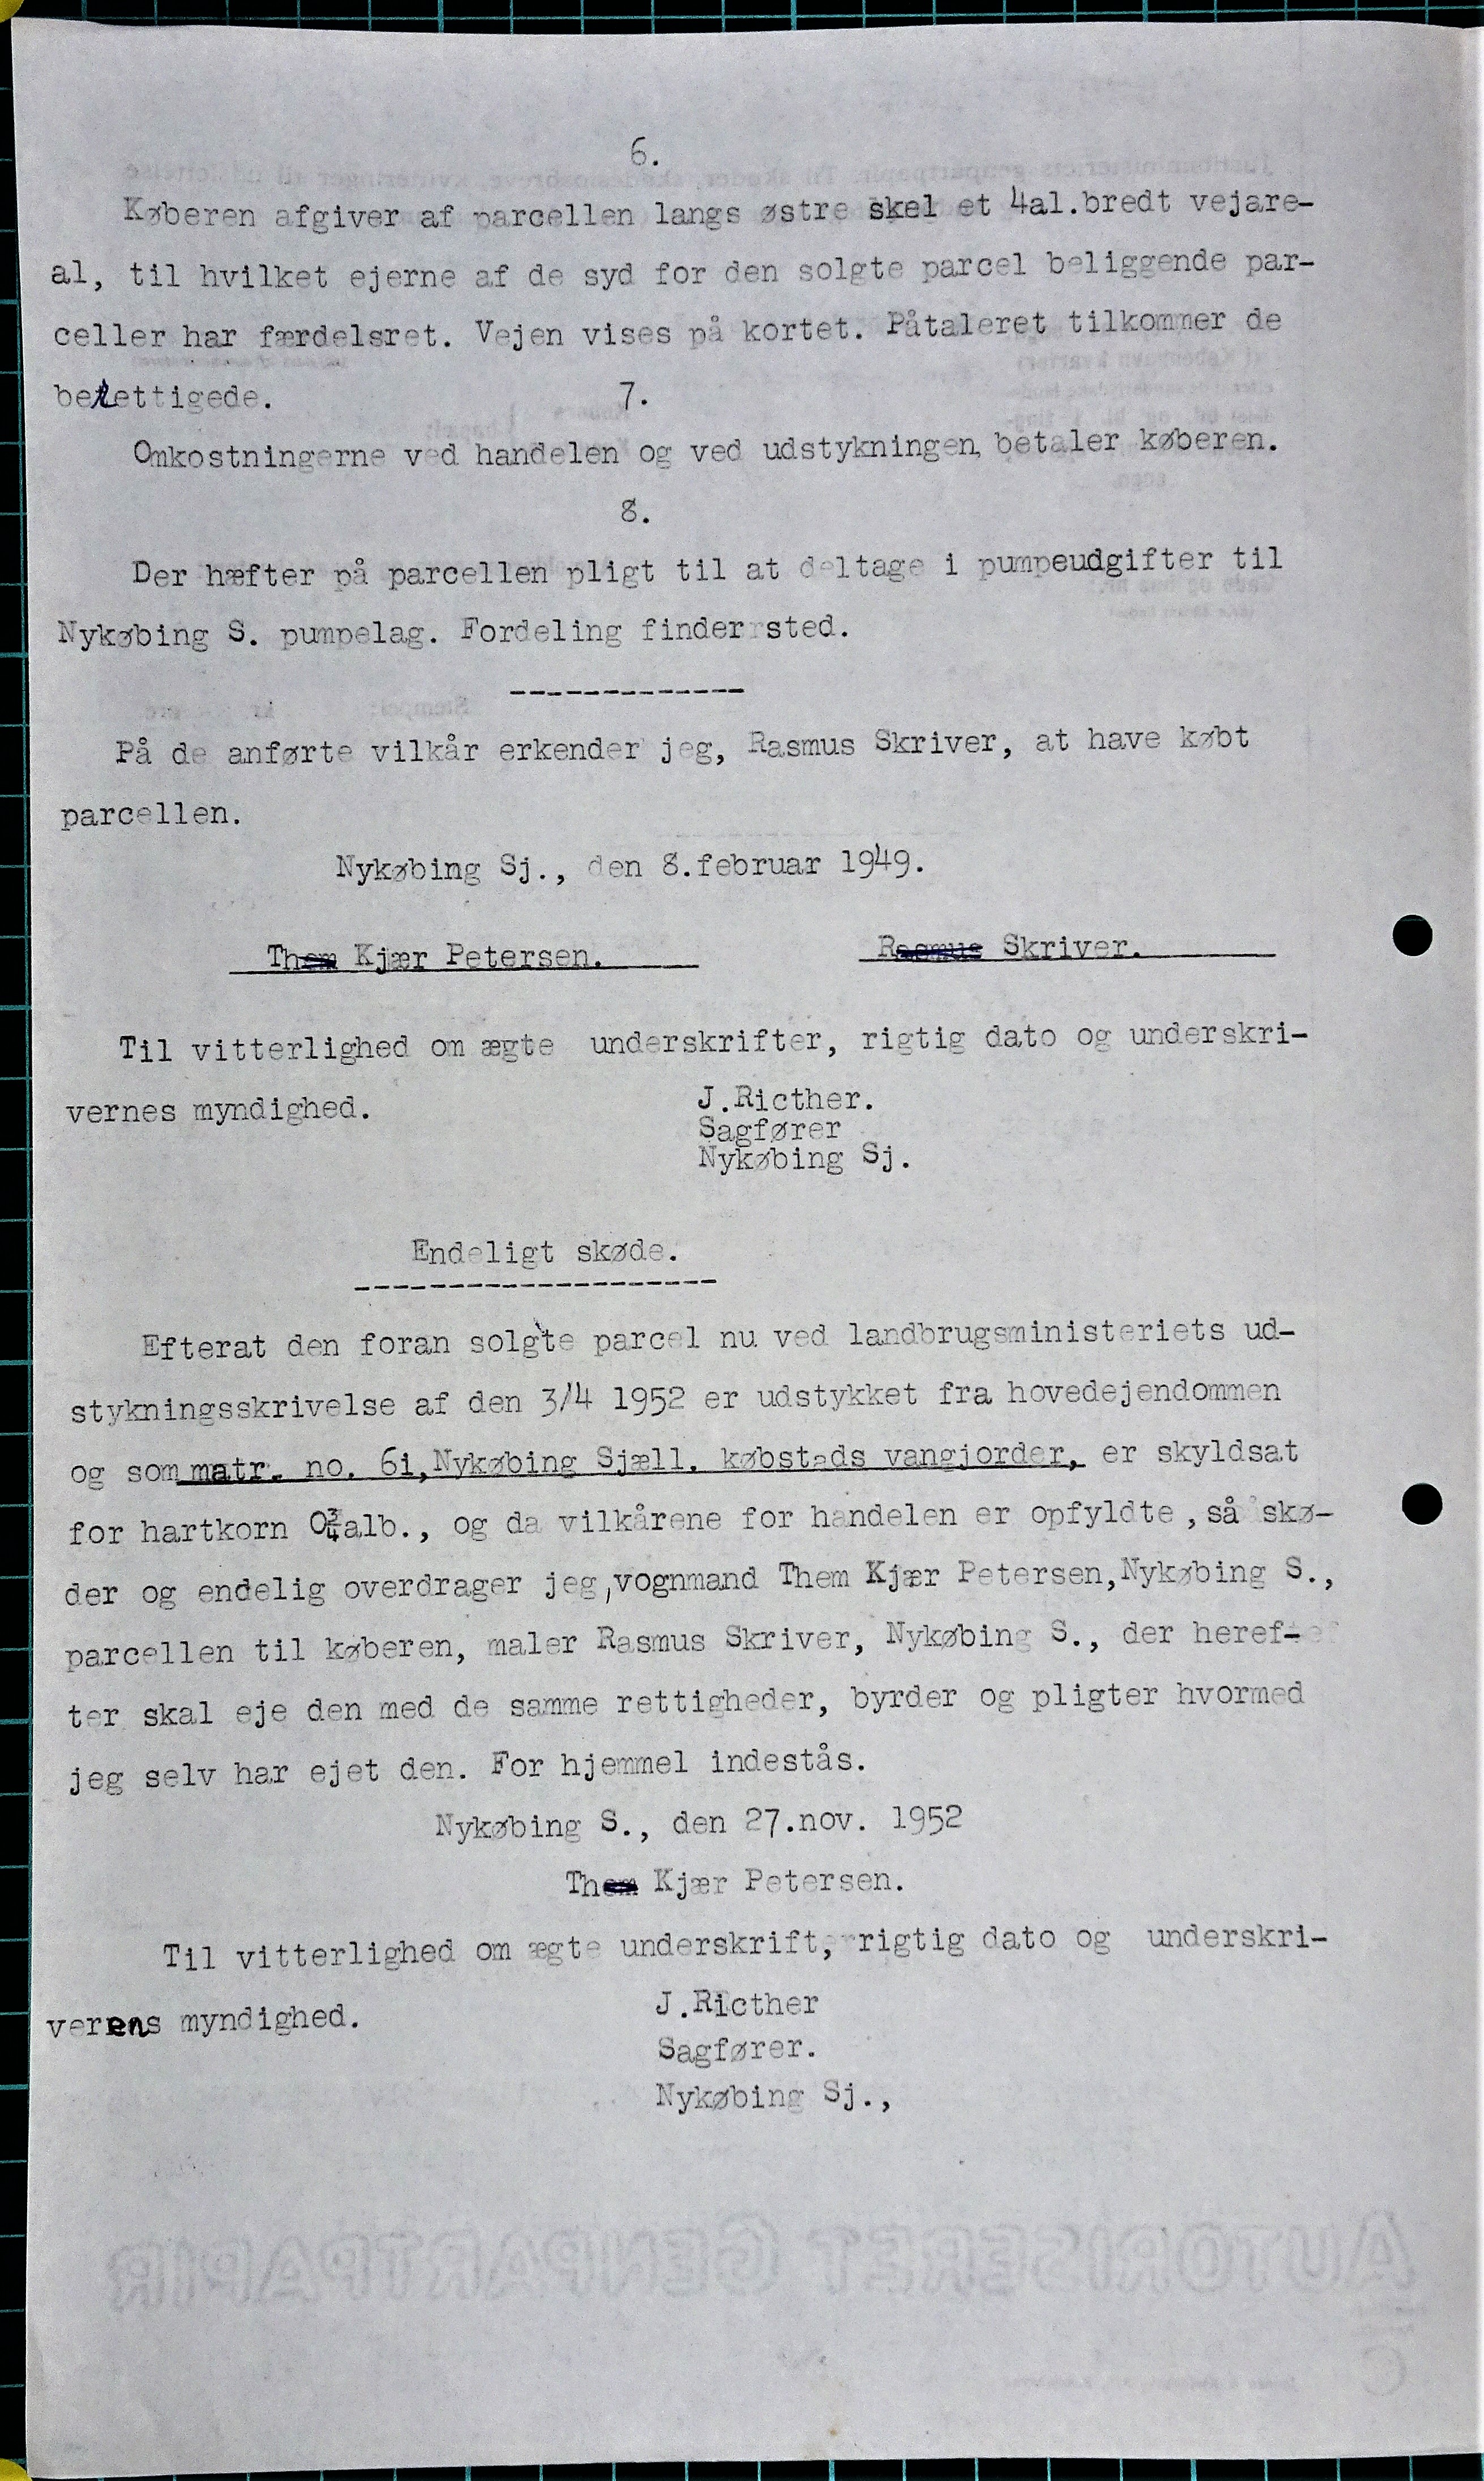 6.
Køberen afgiver af parcellen langs østre skel et 4al.bredt vejare-
al, til hvilket ejerne af de syd for den solgte parcel beliggende par-
celler har færdelsret. Vejen vises på kortet. Påtaleret tilkommer de
berettigede.
7.
Omkostningerne ved handelen og ved udstykningen, betaler køberen.
8.
Der hæfter på parcellen pligt til at deltage i pumpeudgifter til
Nykøbing S. pumpelag. Fordeling finder sted.
-------------
På de anførte vilkår erkender jeg, Rasmus Skriver, at have købt
parcellen.
Nykøbing Sj., den 8.februar 1949.
Them Kjær Petersen. Rasmus Skriver.
Til vitterlighed om ægte underskrifter, rigtig dato og underskri-
vernes myndighed.
J.Ricther.
Sagfører
Nykøbing Sj.
Endeligt skøde.
--------------------
Efterat den foran solgte parcel nu ved landbrugsministeriets ud-
stykningsskrivelse af den 3/4 1952 er udstykket fra hovedejendommen
og som matr. no. 6i, Nykøbing Sjæll. købstads vangjorder, er skyldsat
for hartkorn 0¾alb., og da vilkårene for handelen er opfyldte, så skø-
der og endelig overdrager jeg, vognmand Them Kjær Petersen, Nykøbing S.,
parcellen til køberen, maler Rasmus Skriver, Nykøbing S., der heref-
ter skal eje den med de samme rettigheder, byrder og pligter hvormed
jeg selv har ejet den. For hjemmel indestås.
Nykøbing S., den 27.nov. 1952
Them Kjær Petersen.
Til vitterlighed om ægte underskrift, rigtig dato og underskri-
verens myndighed.
J.Ricther
Sagfører.
Nykøbing Sj.,
AUTORISERET GENPARTPAPIR